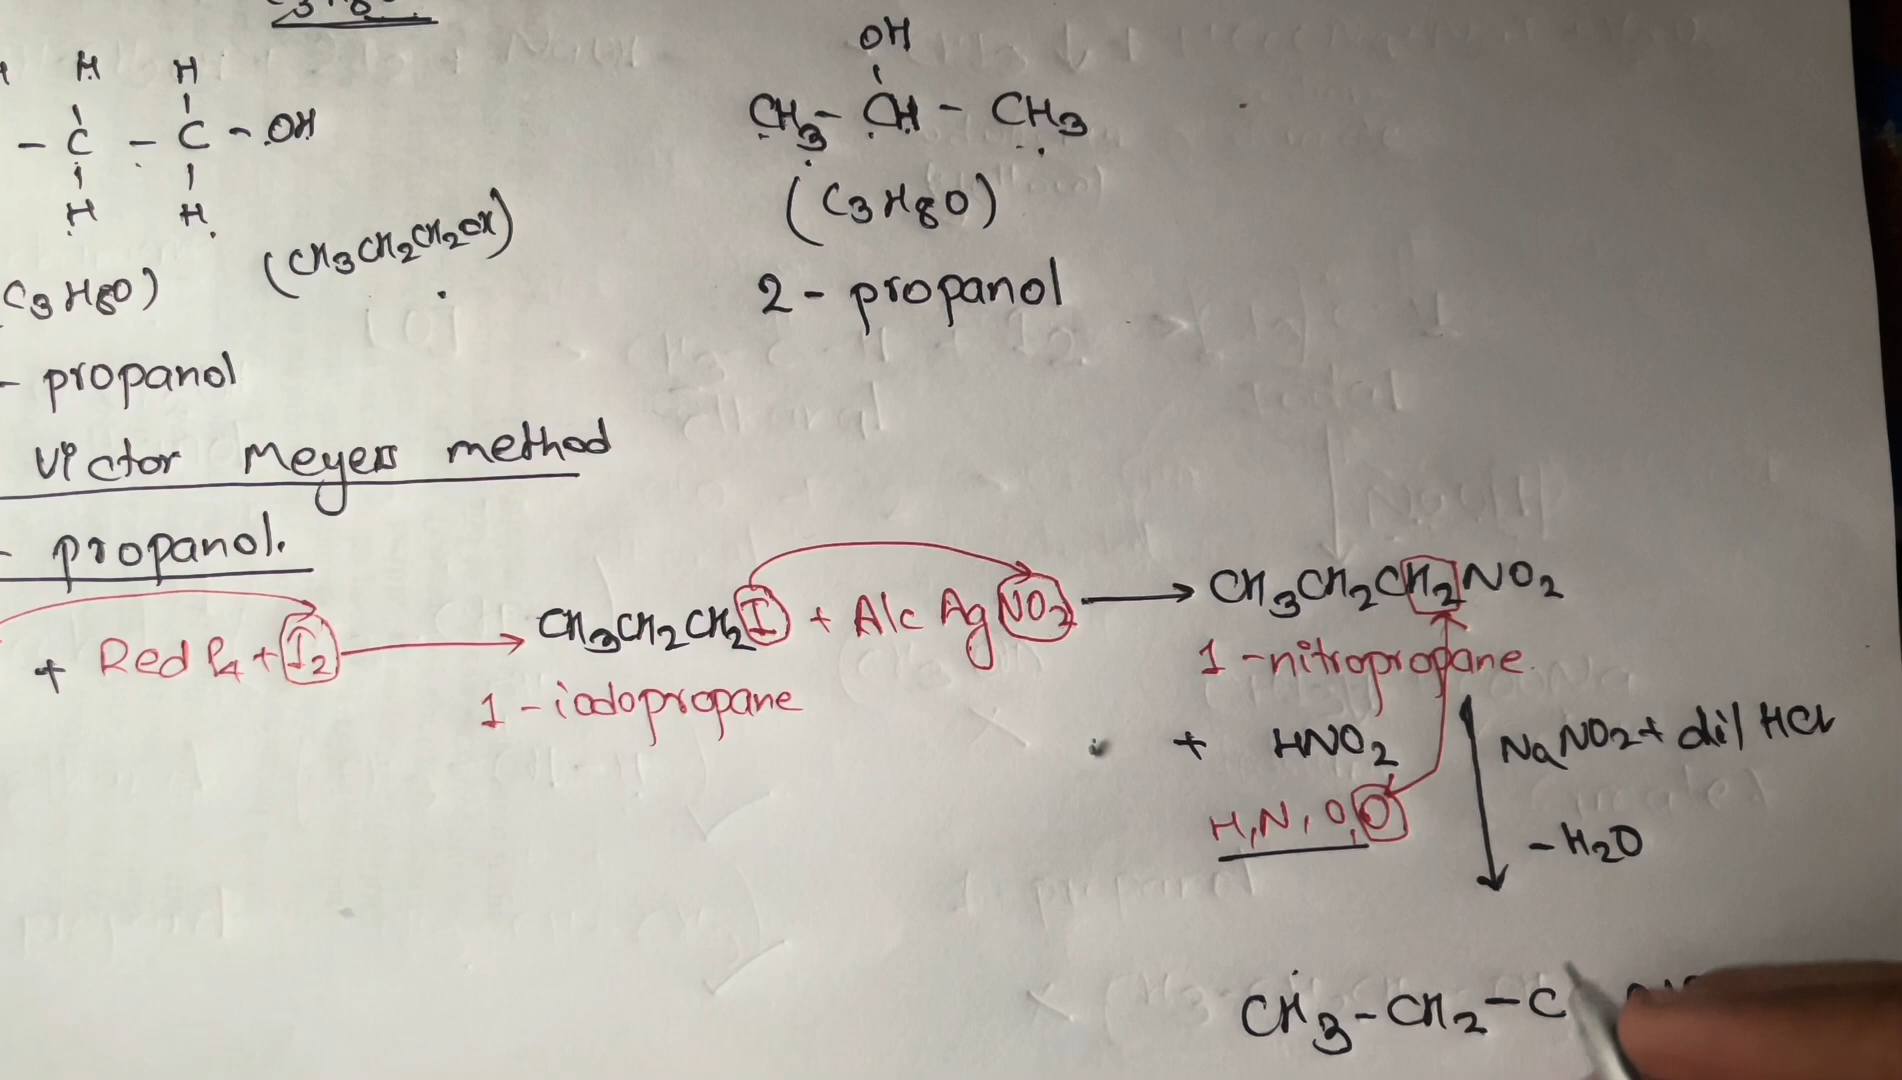 H H
- C - C - OH
H H
(CH3CH2CH2OH)
C3H8O)
- propanol
OH
CH3 - CH - CH3
(C3H8O)
2 - propanol
Victor Meyers method
- propanol.
+ Red P4 + I2 → CH3CH2CH2I + Alc AgNO2 → CH3CH2CH2NO2
1 - iodopropane
1 - nitropropane
+ HNO2
NaNO2 + dil HCl
H, N, O, O
- H2O
CH3 - CH2 - C